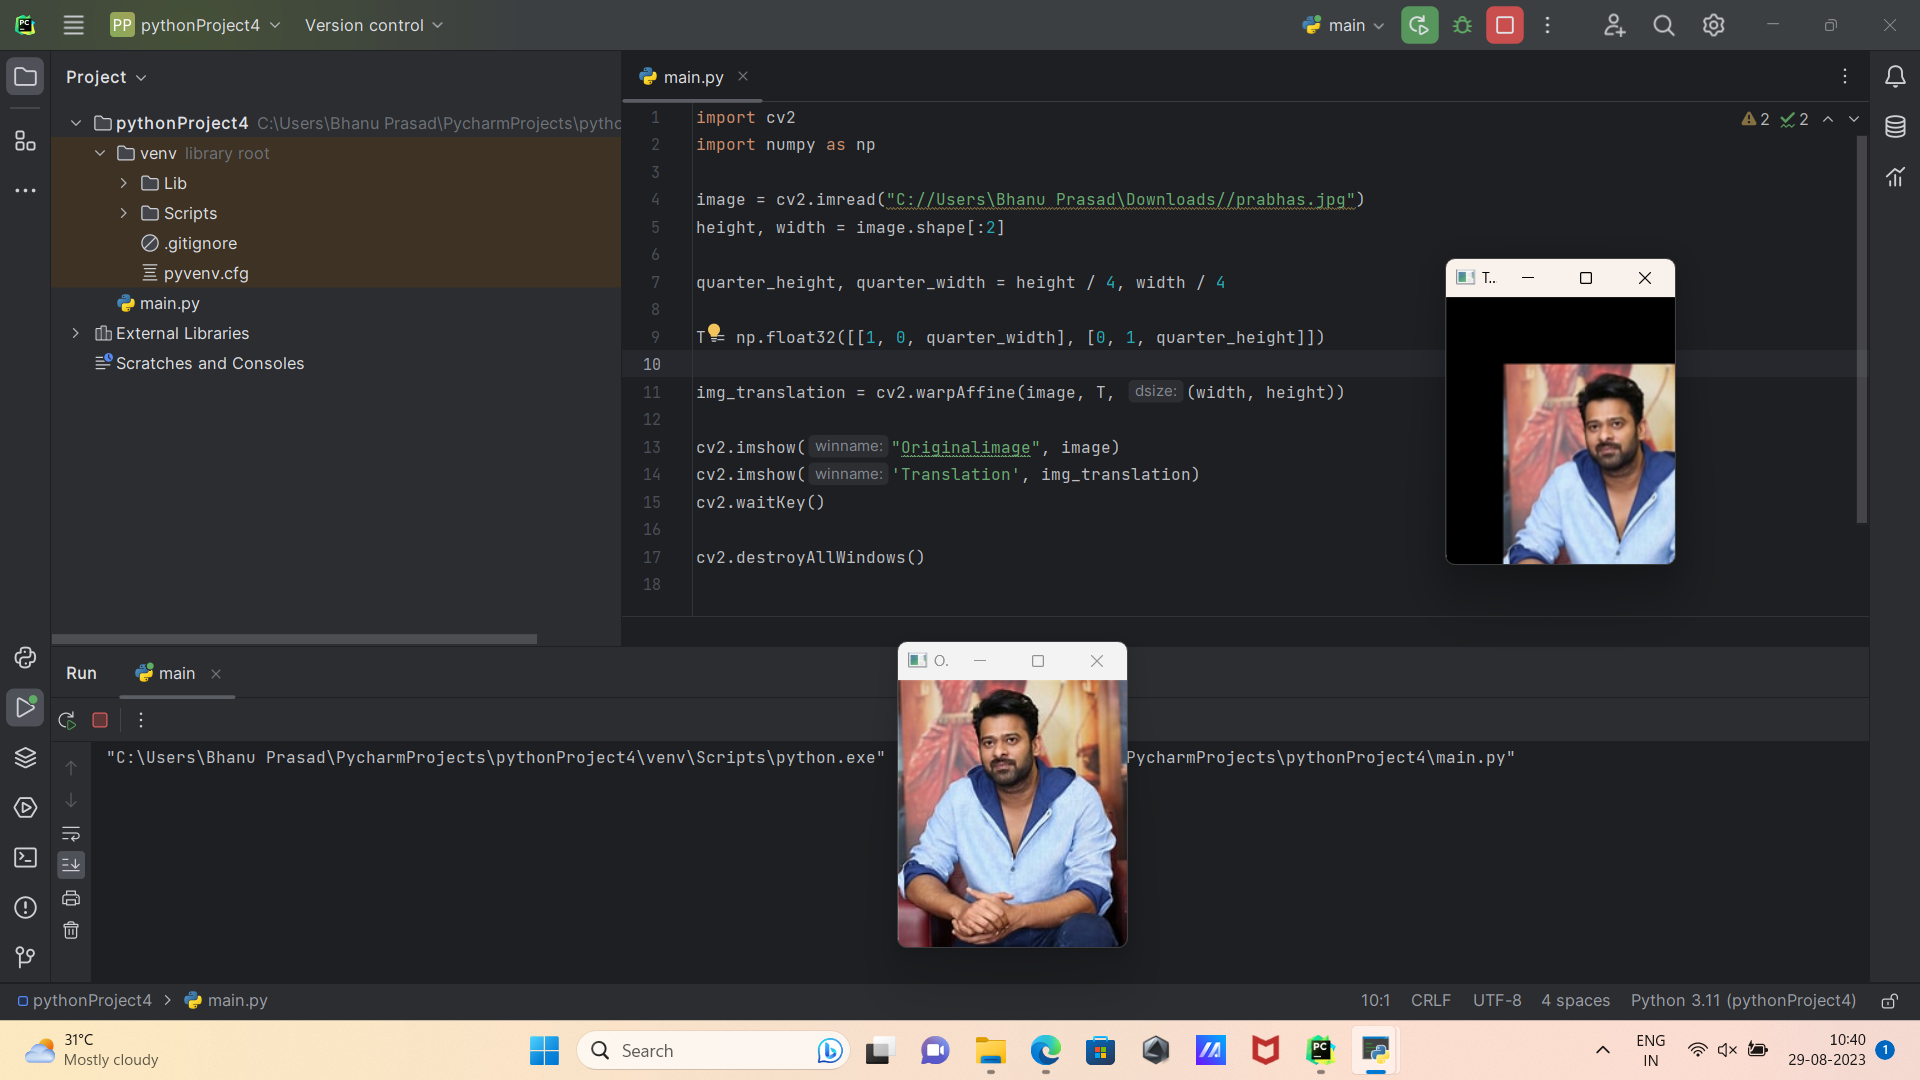 PP pythonProject4
Version control
main
Project
main.py
pythonProject4 C:\Users\Bhanu Prasad\PycharmProjects\pytho
venv library root
Lib
Scripts
.gitignore
pyvenv.cfg
main.py
External Libraries
Scratches and Consoles
2 2
1 import cv2
2 import numpy as np
3
4 image = cv2.imread("C://Users\Bhanu Prasad\Downloads//prabhas.jpg")
5 height, width = image.shape[:2]
6
7 quarter_height, quarter_width = height / 4, width / 4
8
9 T = np.float32([[1, 0, quarter_width], [0, 1, quarter_height]])
10
11 img_translation = cv2.warpAffine(image, T, dsize: (width, height))
12
13 cv2.imshow( winname: "Originalimage", image)
14 cv2.imshow( winname: 'Translation', img_translation)
15 cv2.waitKey()
16
17 cv2.destroyAllWindows()
18
T..
O.
Run
main
"C:\Users\Bhanu Prasad\PycharmProjects\pythonProject4\venv\Scripts\python.exe" PycharmProjects\pythonProject4\main.py"
pythonProject4 > main.py
10:1 CRLF UTF-8 4 spaces Python 3.11 (pythonProject4)
31°C
Mostly cloudy
Search
PC
ENG
IN
10:40
29-08-2023
1